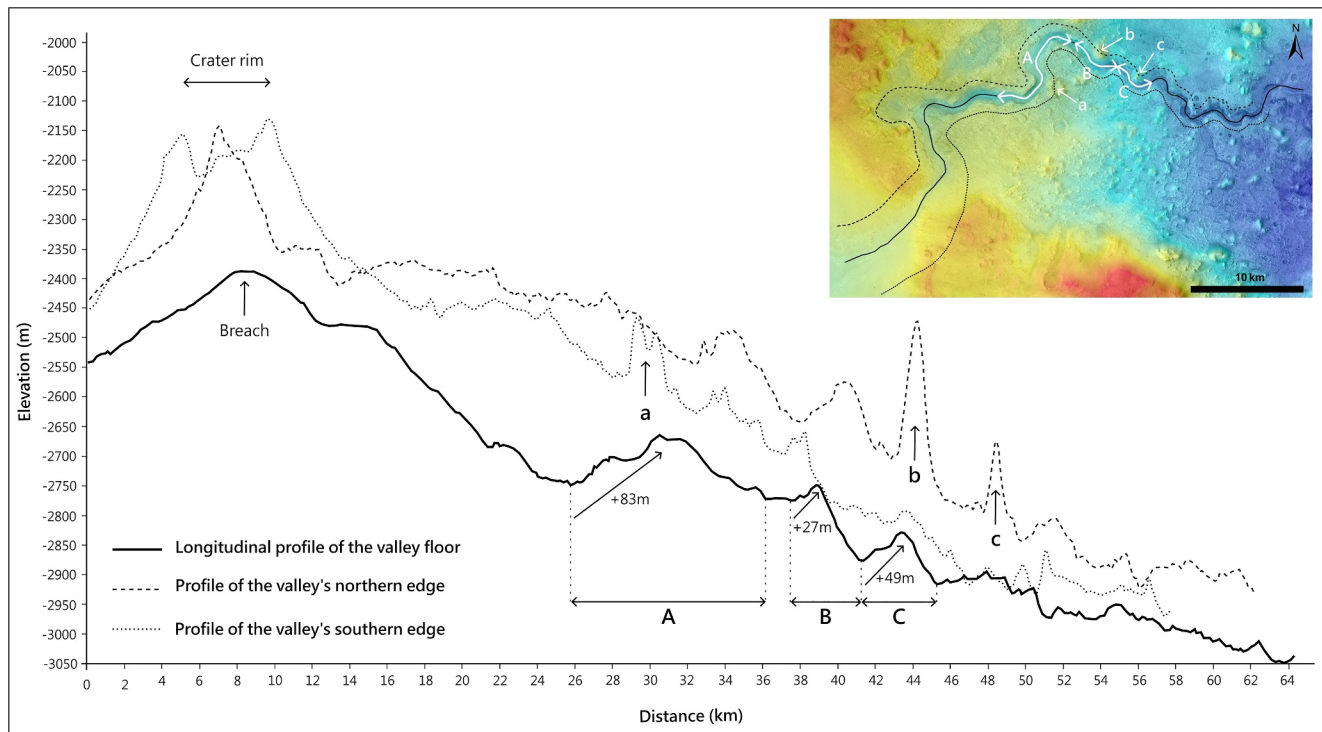 Elevation (m)
-2000
-2050
-2100
-2150
-2200
-2250
-2300
-2350
-2400
-2450
-2500
-2550
-2600
-2650
-2700
-2750
-2800
-2850
-2900
-2950
-3000
-3050
Crater rim
Breach
a
b
c
+83m
+27m
+49m
A
B
C
Longitudinal profile of the valley floor
Profile of the valley's northern edge
Profile of the valley's southern edge
0 2 4 6 8 10 12 14 16 18 20 22 24 26 28 30 32 34 36 38 40 42 44 46 48 50 52 54 56 58 60 62 64
Distance (km)
N
A
B
C
a
b
c
10 km